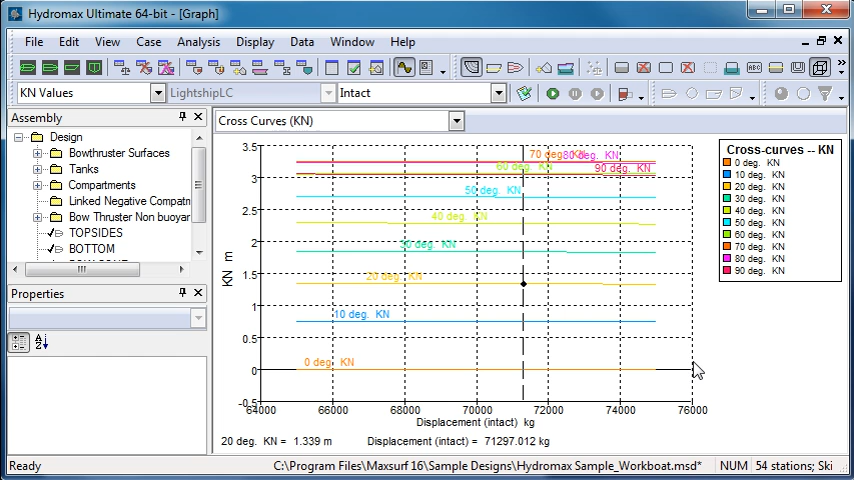 Hydromax Ultimate 64-bit - [Graph]
File Edit View Case Analysis Display Data Window Help
KN Values LightshipLC Intact
Assembly
Design
Bowthruster Surfaces
Tanks
Compartments
Linked Negative Compatn
Bow Thruster Non buoyar
TOPSIDES
BOTTOM
Properties
Cross Curves (KN)
Cross-curves -- KN
0 deg. KN
10 deg. KN
20 deg. KN
30 deg. KN
40 deg. KN
50 deg. KN
60 deg. KN
70 deg. KN
80 deg. KN
90 deg. KN
3.5
3
2.5
2
1.5
1
0.5
0
-0.5
KN m
70 deg. KN
80 deg. KN
60 deg. KN
90 deg. KN
50 deg. KN
40 deg. KN
30 deg. KN
20 deg. KN
10 deg. KN
0 deg. KN
64000 66000 68000 70000 72000 74000 76000
Displacement (intact) kg
20 deg. KN = 1.339 m Displacement (intact) = 71297.012 kg
Ready C:\Program Files\Maxsurf 16\Sample Designs\Hydromax Sample_Workboat.msd* NUM 54 stations; Ski